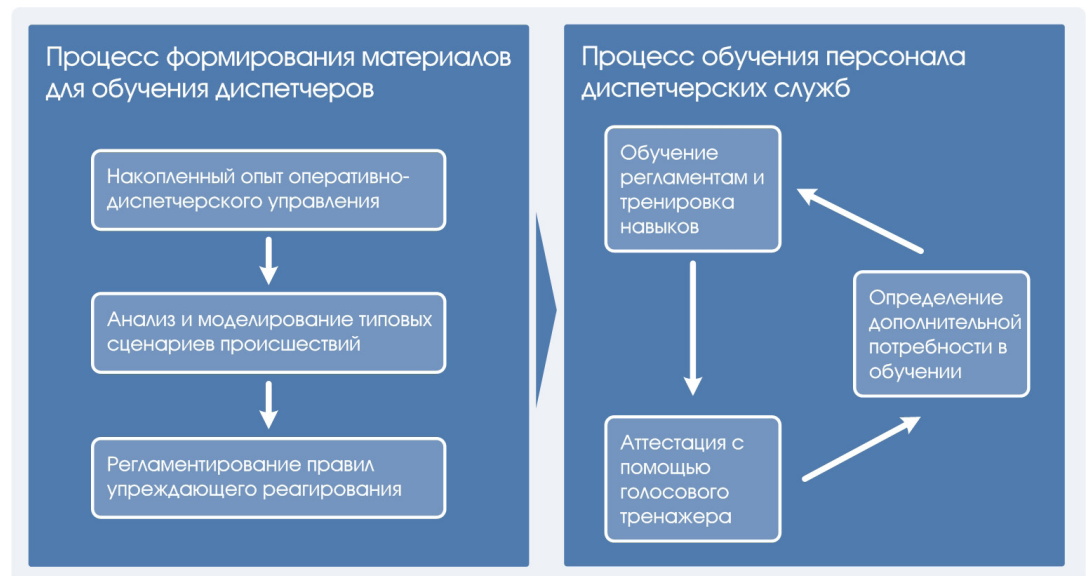 Процесс формирования материалов
для обучения диспетчеров
Накопленный опыт оперативно-
диспетчерского управления
Анализ и моделирование типовых
сценариев происшествий
Регламентирование правил
упреждающего реагирования
Процесс обучения персонала
диспетчерских служб
Обучение
регламентам и
тренировка
навыков
Определение
дополнительной
потребности в
обучении
Аттестация с
помощью
голосового
тренажера